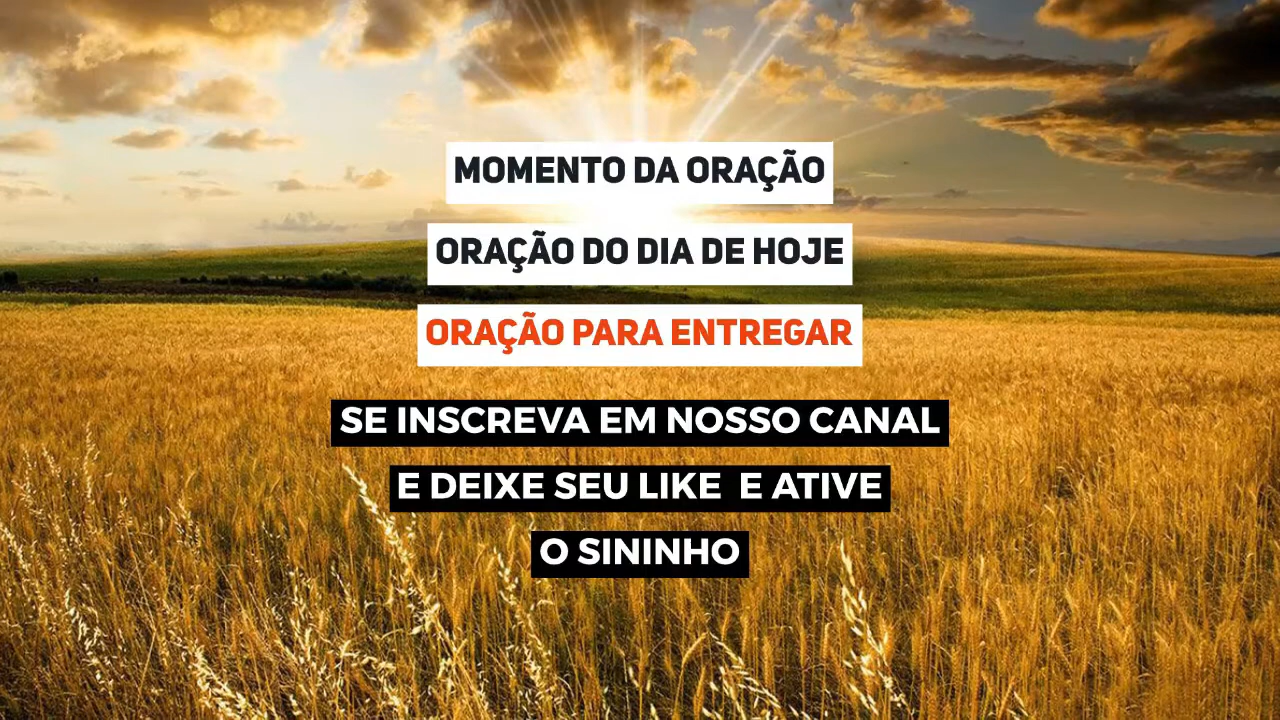 MOMENTO DA ORAÇÃO
ORAÇÃO DO DIA DE HOJE
ORAÇÃO PARA ENTREGAR
SE INSCREVA EM NOSSO CANAL
E DEIXE SEU LIKE E ATIVE
O SININHO